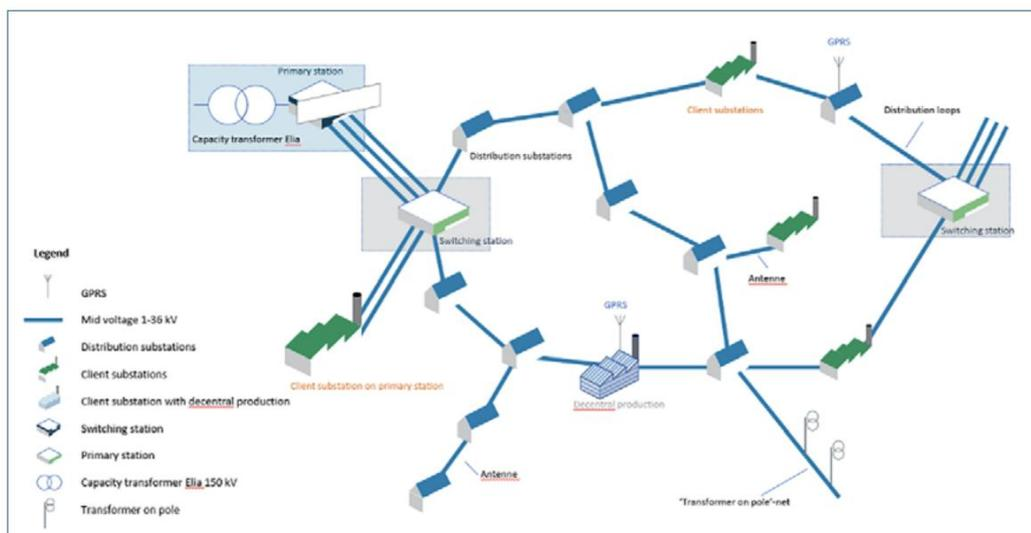 GPRS
Primary station
Capacity transformer Elia
Client substations
Distribution loops
Distribution substations
Switching station
Switching station
Antenne
GPRS
Client substation on primary station
Decentral production
Antenne
"Transformer on pole"-net
Legend
GPRS
Mid voltage 1-36 kV
Distribution substations
Client substations
Client substation with decentral production
Switching station
Primary station
Capacity transformer Elia 150 kV
Transformer on pole